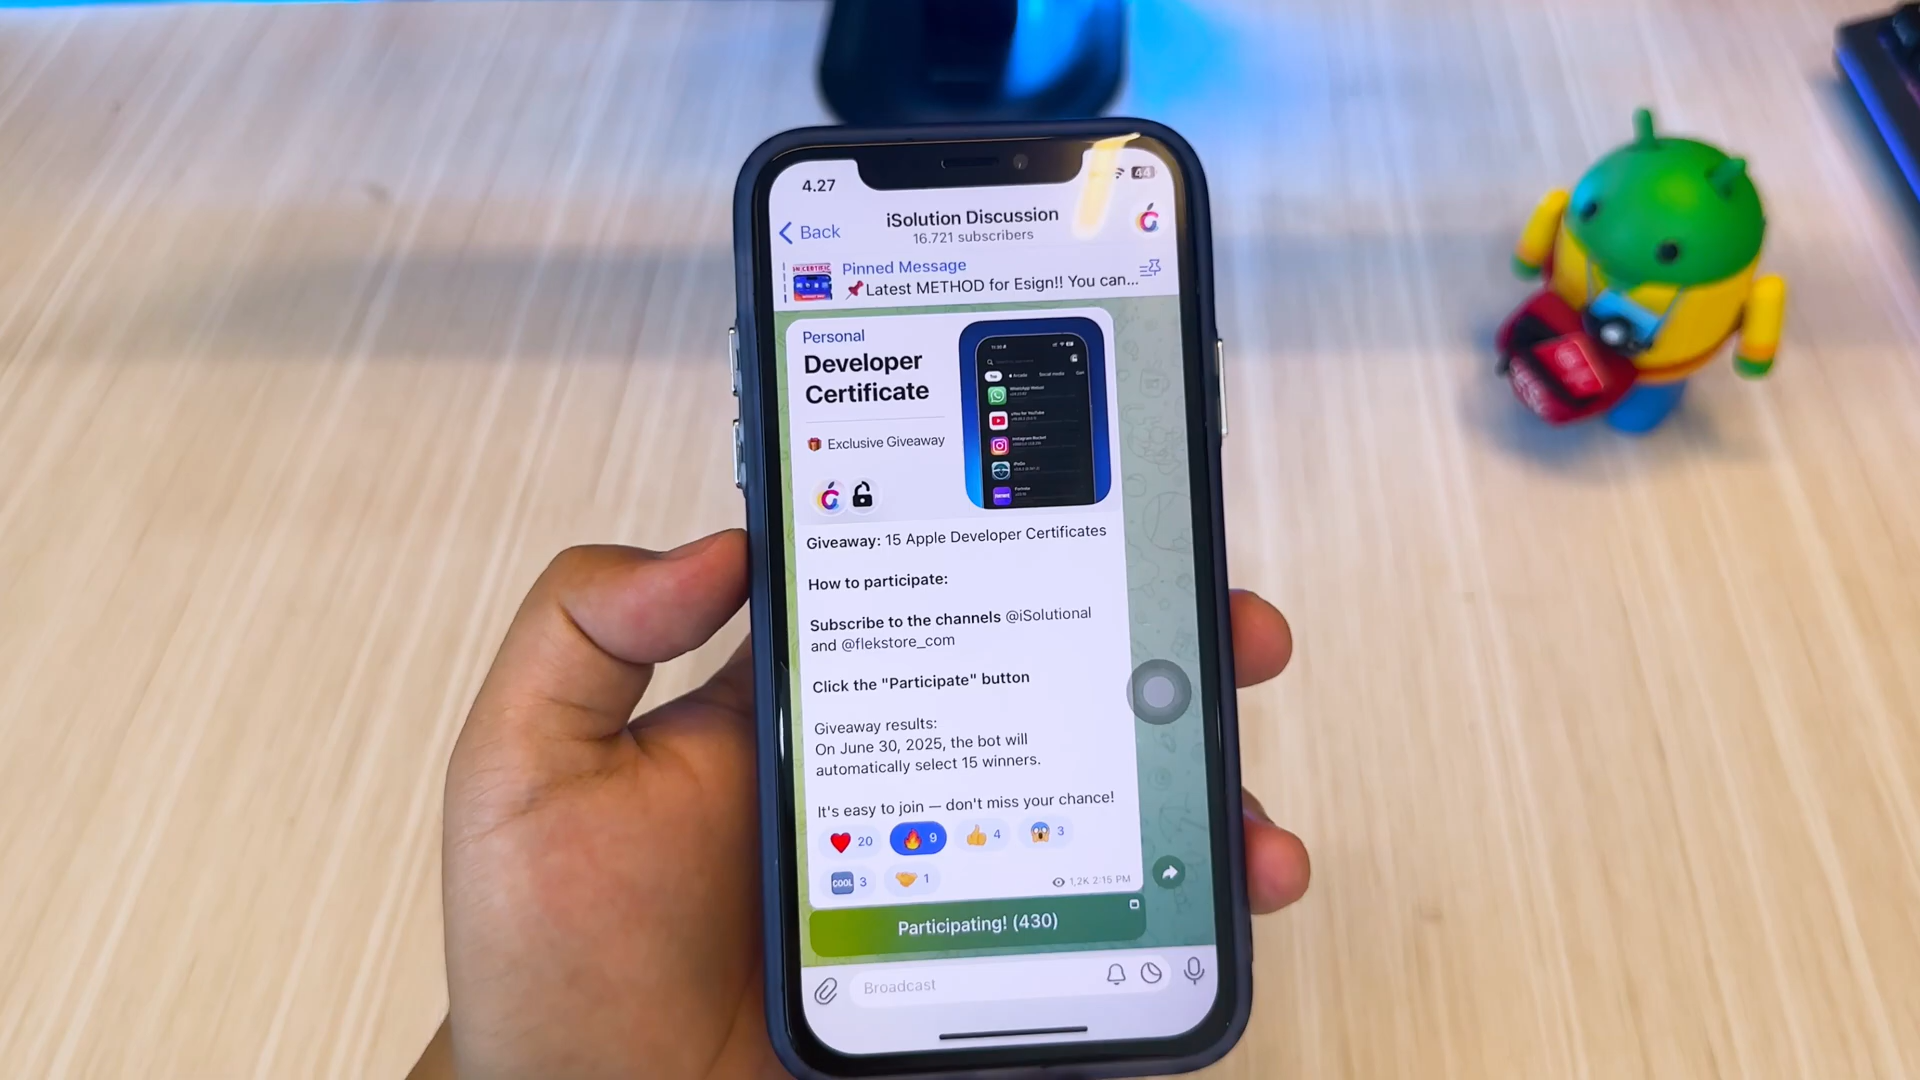 4.27
44
Back
iSolution Discussion
16.721 subscribers
Pinned Message
📌Latest METHOD for Esign!! You can...
Personal
Developer
Certificate
🎁 Exclusive Giveaway
Giveaway: 15 Apple Developer Certificates
How to participate:
Subscribe to the channels @iSolutional
and @flekstore_com
Click the "Participate" button
Giveaway results:
On June 30, 2025, the bot will
automatically select 15 winners.
It's easy to join — don't miss your chance!
❤️ 20 🔥 9 👍 4 😱 3
COOL 3 🤝 1
1,2K 2:15 PM
Participating! (430)
Broadcast